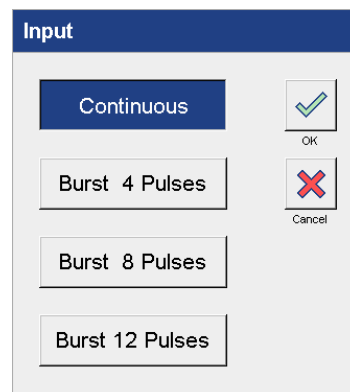 Input
Continuous
OK
Burst 4 Pulses
Cancel
Burst 8 Pulses
Burst 12 Pulses